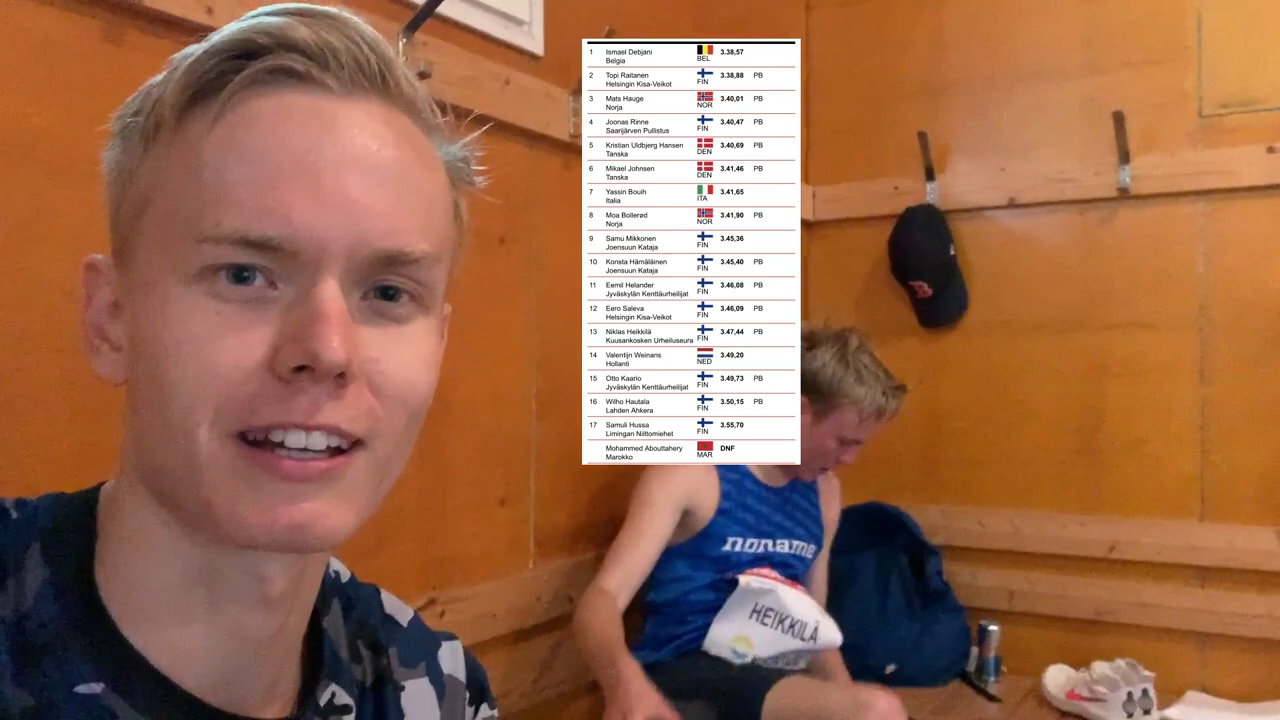 1 Ismael Debjani BEL 3.38,57
Belgia
2 Topi Raitanen FIN 3.38,88 PB
Helsingin Kisa-Veikot
3 Mats Hauge NOR 3.40,01 PB
Norja
4 Joonas Rinne FIN 3.40,47 PB
Saarijärven Pullistus
5 Kristian Uldbjerg Hansen DEN 3.40,69 PB
Tanska
6 Mikael Johnsen DEN 3.41,46 PB
Tanska
7 Yassin Bouih ITA 3.41,65
Italia
8 Moa Bollerød NOR 3.41,90 PB
Norja
9 Samu Mikkonen FIN 3.45,36
Joensuun Kataja
10 Konsta Hämäläinen FIN 3.45,40 PB
Joensuun Kataja
11 Eemil Helander FIN 3.46,08 PB
Jyväskylän Kenttäurheilijat
12 Eero Saleva FIN 3.46,09 PB
Helsingin Kisa-Veikot
13 Niklas Heikkilä FIN 3.47,44 PB
Kuusankosken Urheiluseura
14 Valentijn Weinans NED 3.49,20
Hollanti
15 Otto Kaario FIN 3.49,73 PB
Jyväskylän Kenttäurheilijat
16 Wilho Hautala FIN 3.50,15 PB
Lahden Ahkera
17 Samuli Hussa FIN 3.55,70
Limingan Niittomiehet
Mohammed Abouttahery MAR DNF
Marokko
noname
HEIKKILÄ